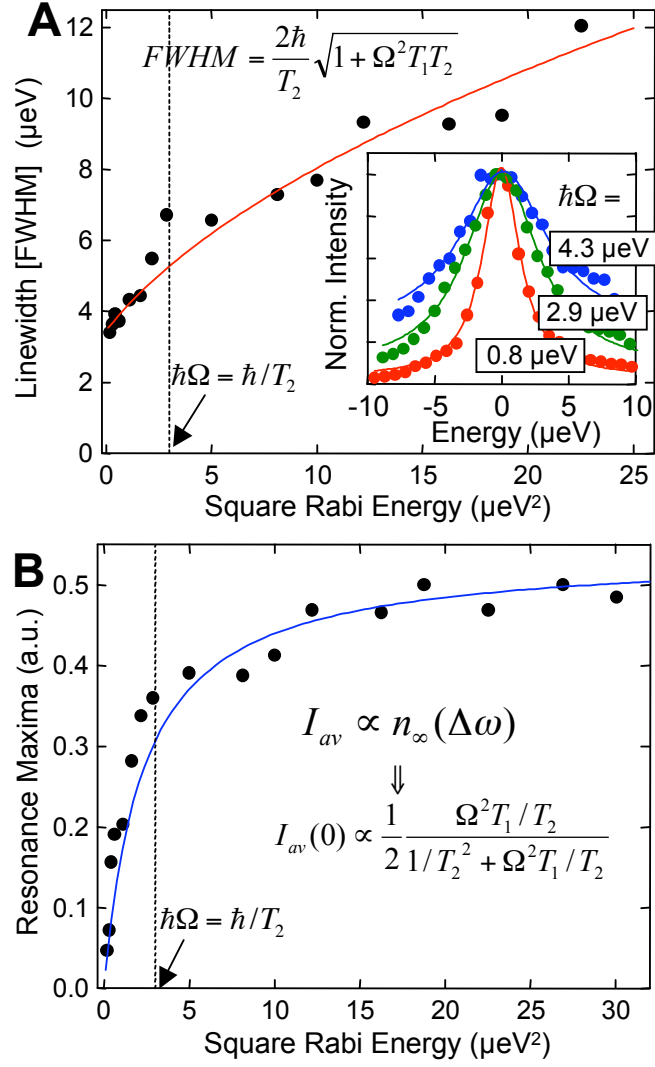 A
FWHM = 2ħ/T₂ √(1 + Ω²T₁T₂)
Linewidth [FWHM] (µeV)
12
10
8
6
4
2
0
ħΩ = ħ/T₂
0 5 10 15 20 25
Square Rabi Energy (µeV²)
Norm. Intensity
ħΩ =
4.3 µeV
2.9 µeV
0.8 µeV
-10 -5 0 5 10
Energy (µeV)
B
Resonance Maxima (a.u.)
0.5
0.4
0.3
0.2
0.1
0.0
I_av ∝ n_∞(Δω)
⇓
I_av(0) ∝ 1/2 Ω²T₁/T₂ / (1/T₂² + Ω²T₁/T₂)
ħΩ = ħ/T₂
0 5 10 15 20 25 30
Square Rabi Energy (µeV²)